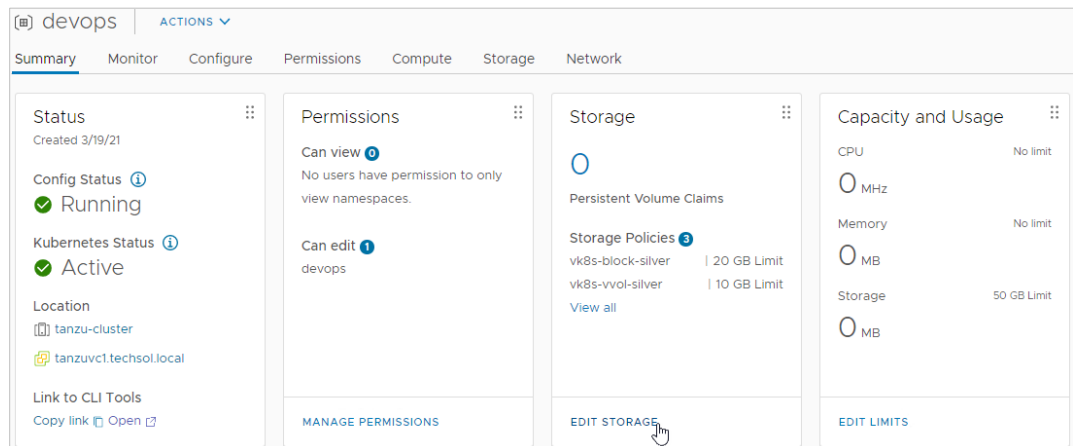 devops
ACTIONS
Summary Monitor Configure Permissions Compute Storage Network
Status
Created 3/19/21
Config Status
Running
Kubernetes Status
Active
Location
tanzu-cluster
tanzuvc1.techsol.local
Link to CLI Tools
Copy link Open
Permissions
Can view 0
No users have permission to only
view namespaces.
Can edit 1
devops
MANAGE PERMISSIONS
Storage
0
Persistent Volume Claims
Storage Policies 3
vk8s-block-silver | 20 GB Limit
vk8s-vvol-silver | 10 GB Limit
View all
EDIT STORAGE
Capacity and Usage
CPU No limit
0 MHz
Memory No limit
0 MB
Storage 50 GB Limit
0 MB
EDIT LIMITS